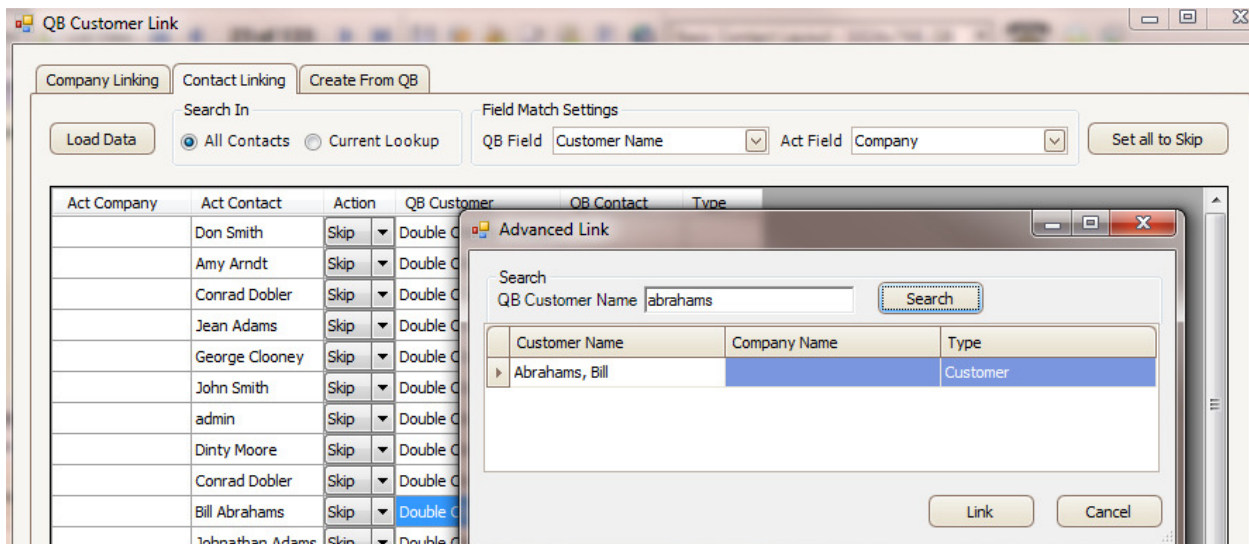 QB Customer Link
Company Linking Contact Linking Create From QB
Search In Field Match Settings
Load Data All Contacts Current Lookup QB Field Customer Name Act Field Company Set all to Skip
Act Company Act Contact Action QB Customer QB Contact Type
Don Smith Skip Double C
Amy Arndt Skip Double C
Conrad Dobler Skip Double C
Jean Adams Skip Double C
George Clooney Skip Double C
John Smith Skip Double C
admin Skip Double C
Dinty Moore Skip Double C
Conrad Dobler Skip Double C
Bill Abrahams Skip Double C
Johnathan Adams Skip Double C
Advanced Link
Search
QB Customer Name abrahams Search
Customer Name Company Name Type
Abrahams, Bill Customer
Link Cancel